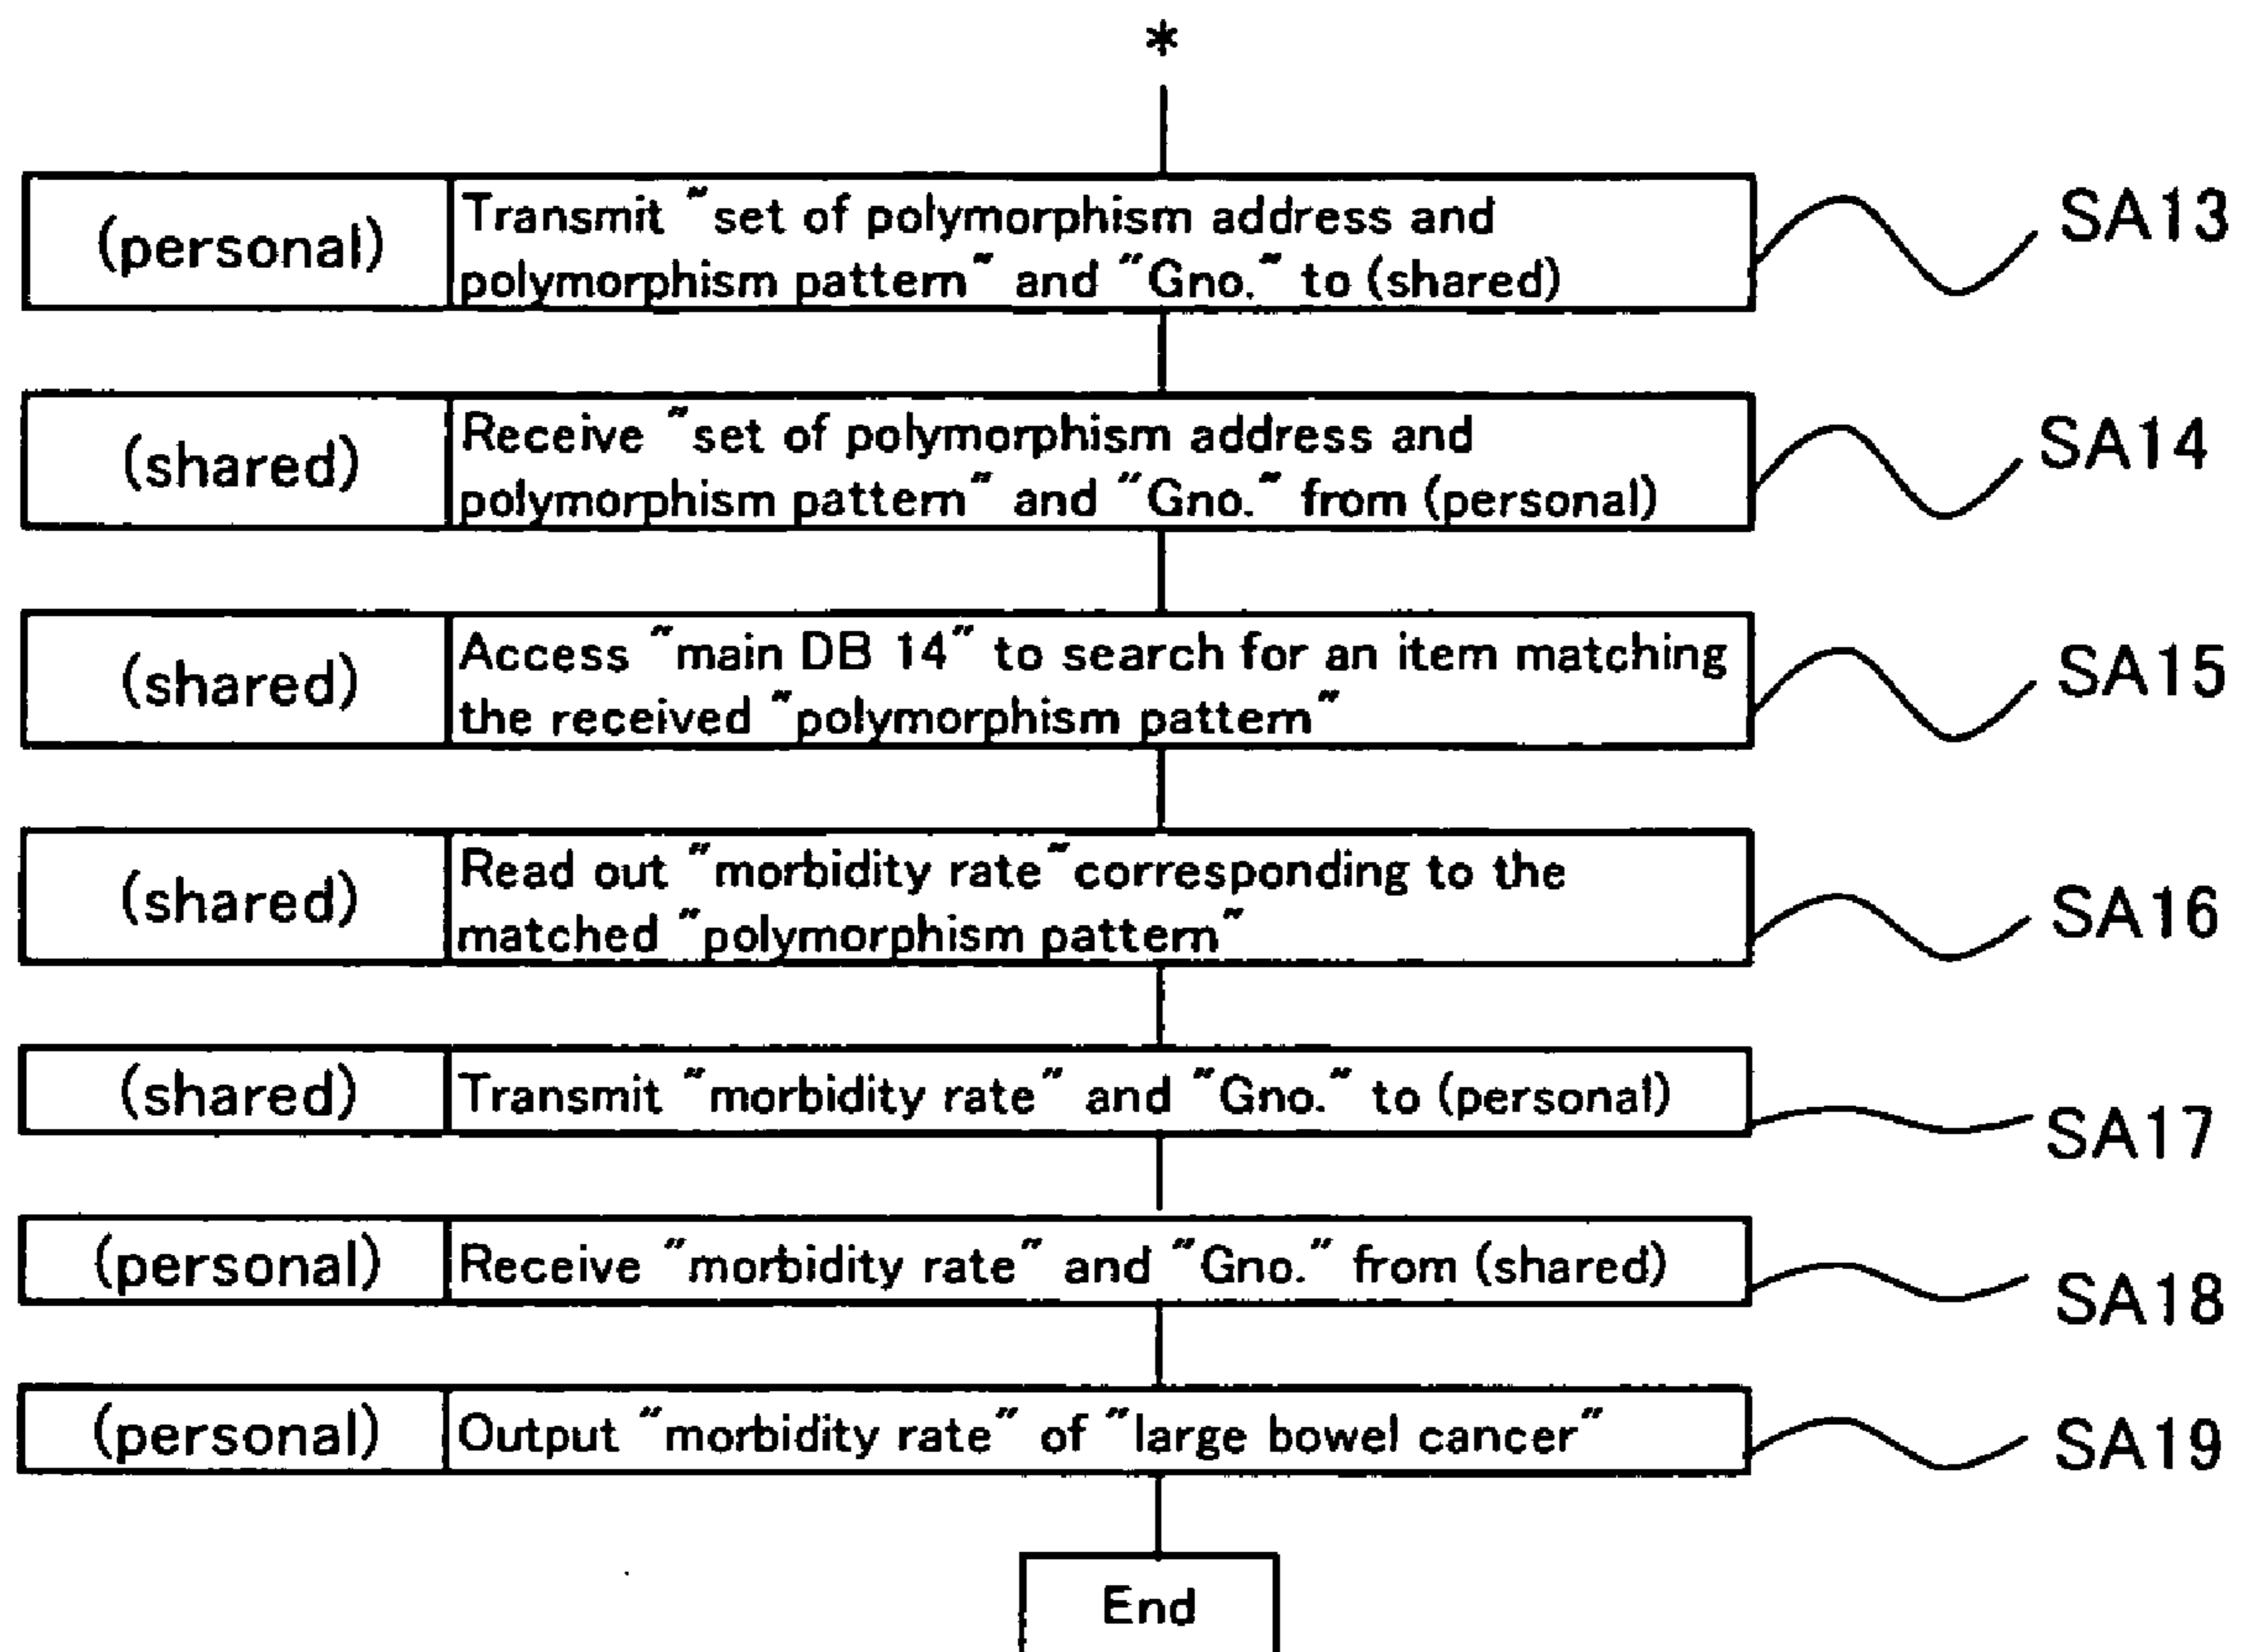 *
(personal)
Transmit "set of polymorphism address and
polymorphism pattern" and "Gno." to (shared)
SA13
(shared)
Receive "set of polymorphism address and
polymorphism pattern" and "Gno." from (personal)
SA14
(shared)
Access "main DB 14" to search for an item matching
the received "polymorphism pattern"
SA15
(shared)
Read out "morbidity rate"corresponding to the
matched "polymorphism pattern"
SA16
(shared)
Transmit "morbidity rate" and "Gno." to (personal)
SA17
(personal)
Receive "morbidity rate" and "Gno." from (shared)
SA18
(personal)
Output "morbidity rate" of "large bowel cancer"
SA19
End